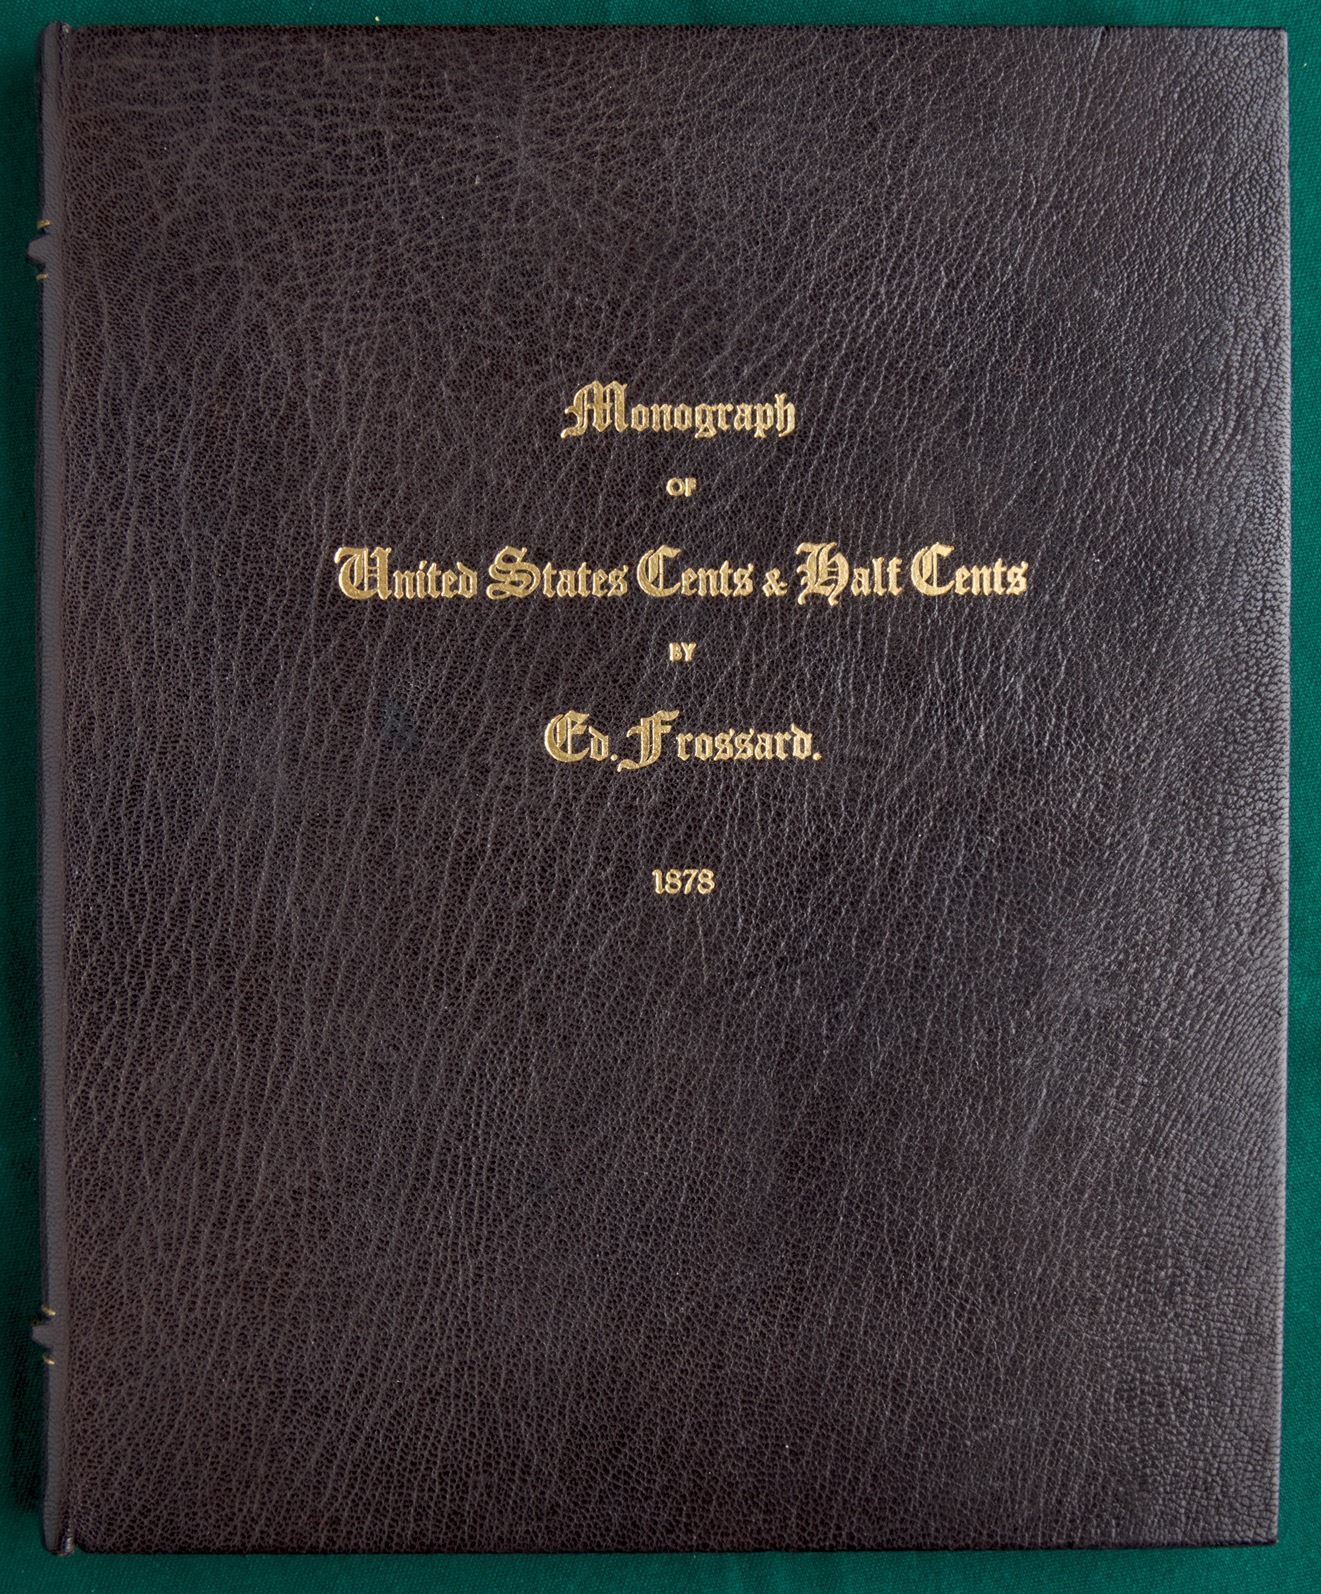 Monograph
OF
United States Cents & Half Cents
BY
Ed. Frossard.
1878